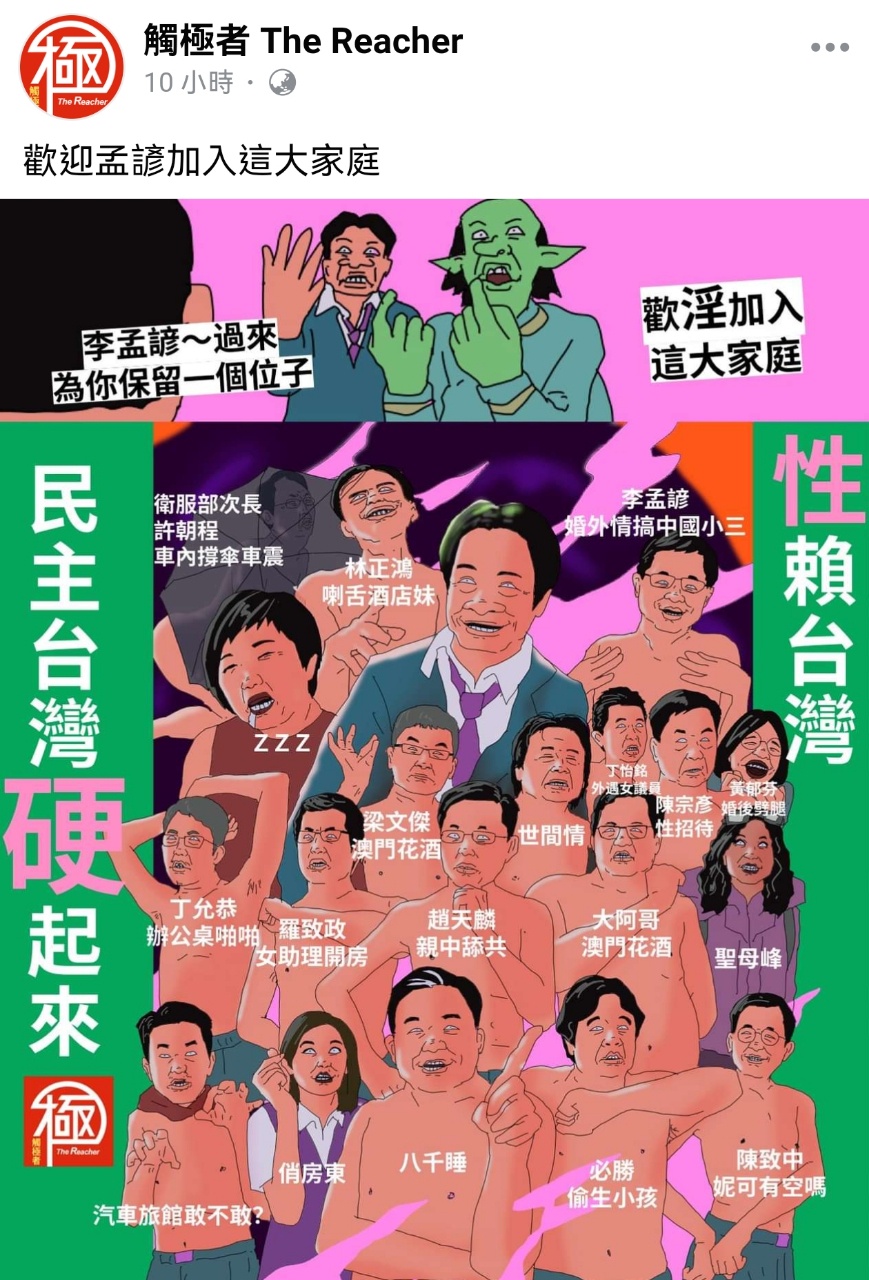 觸極者 The Reacher
10 小時
歡迎孟諺加入這大家庭
李孟諺～過來
為你保留一個位子
歡淫加入
這大家庭
民主台灣硬起來
性賴台灣
衛服部次長
許朝程
車內撐傘車震
林正鴻
喇舌酒店妹
李孟諺
婚外情搞中國小三
ZZZ
丁怡銘
外遇女議員
陳宗彥
性招待
黃郁芬
婚後劈腿
梁文傑
澳門花酒
世間情
丁允恭
辦公桌啪啪
羅致政
女助理開房
趙天麟
親中舔共
大阿哥
澳門花酒
聖母峰
極
觸極者
The Reacher
汽車旅館敢不敢?
俏房東
八千睡
必勝
偷生小孩
陳致中
妮可有空嗎